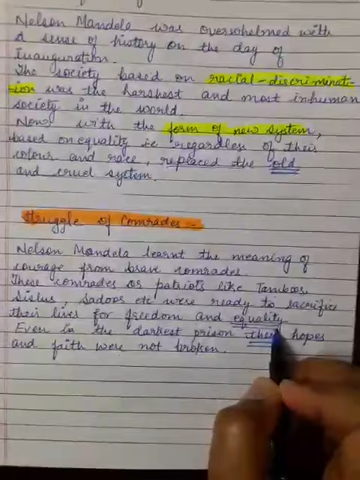 Nelson Mandela was overwhelmed with
a sense of history on the day of
inauguration.
The society based on racial-discriminati-
-on was the harshest and most inhuman
society in the world.
Now with the form of new system,
based on equality ie regardless of their
colour and race, replaced the old
and cruel system.
Struggle of Comrades -
Nelson Mandela learnt the meaning of
courage from brave comrades.
These comrades or patriots like Tamboos
Sislus, Sadoos etc were ready to sacrifice
their lives for freedom and equality
Even in the darkest prison their hopes
and faith were not broken.